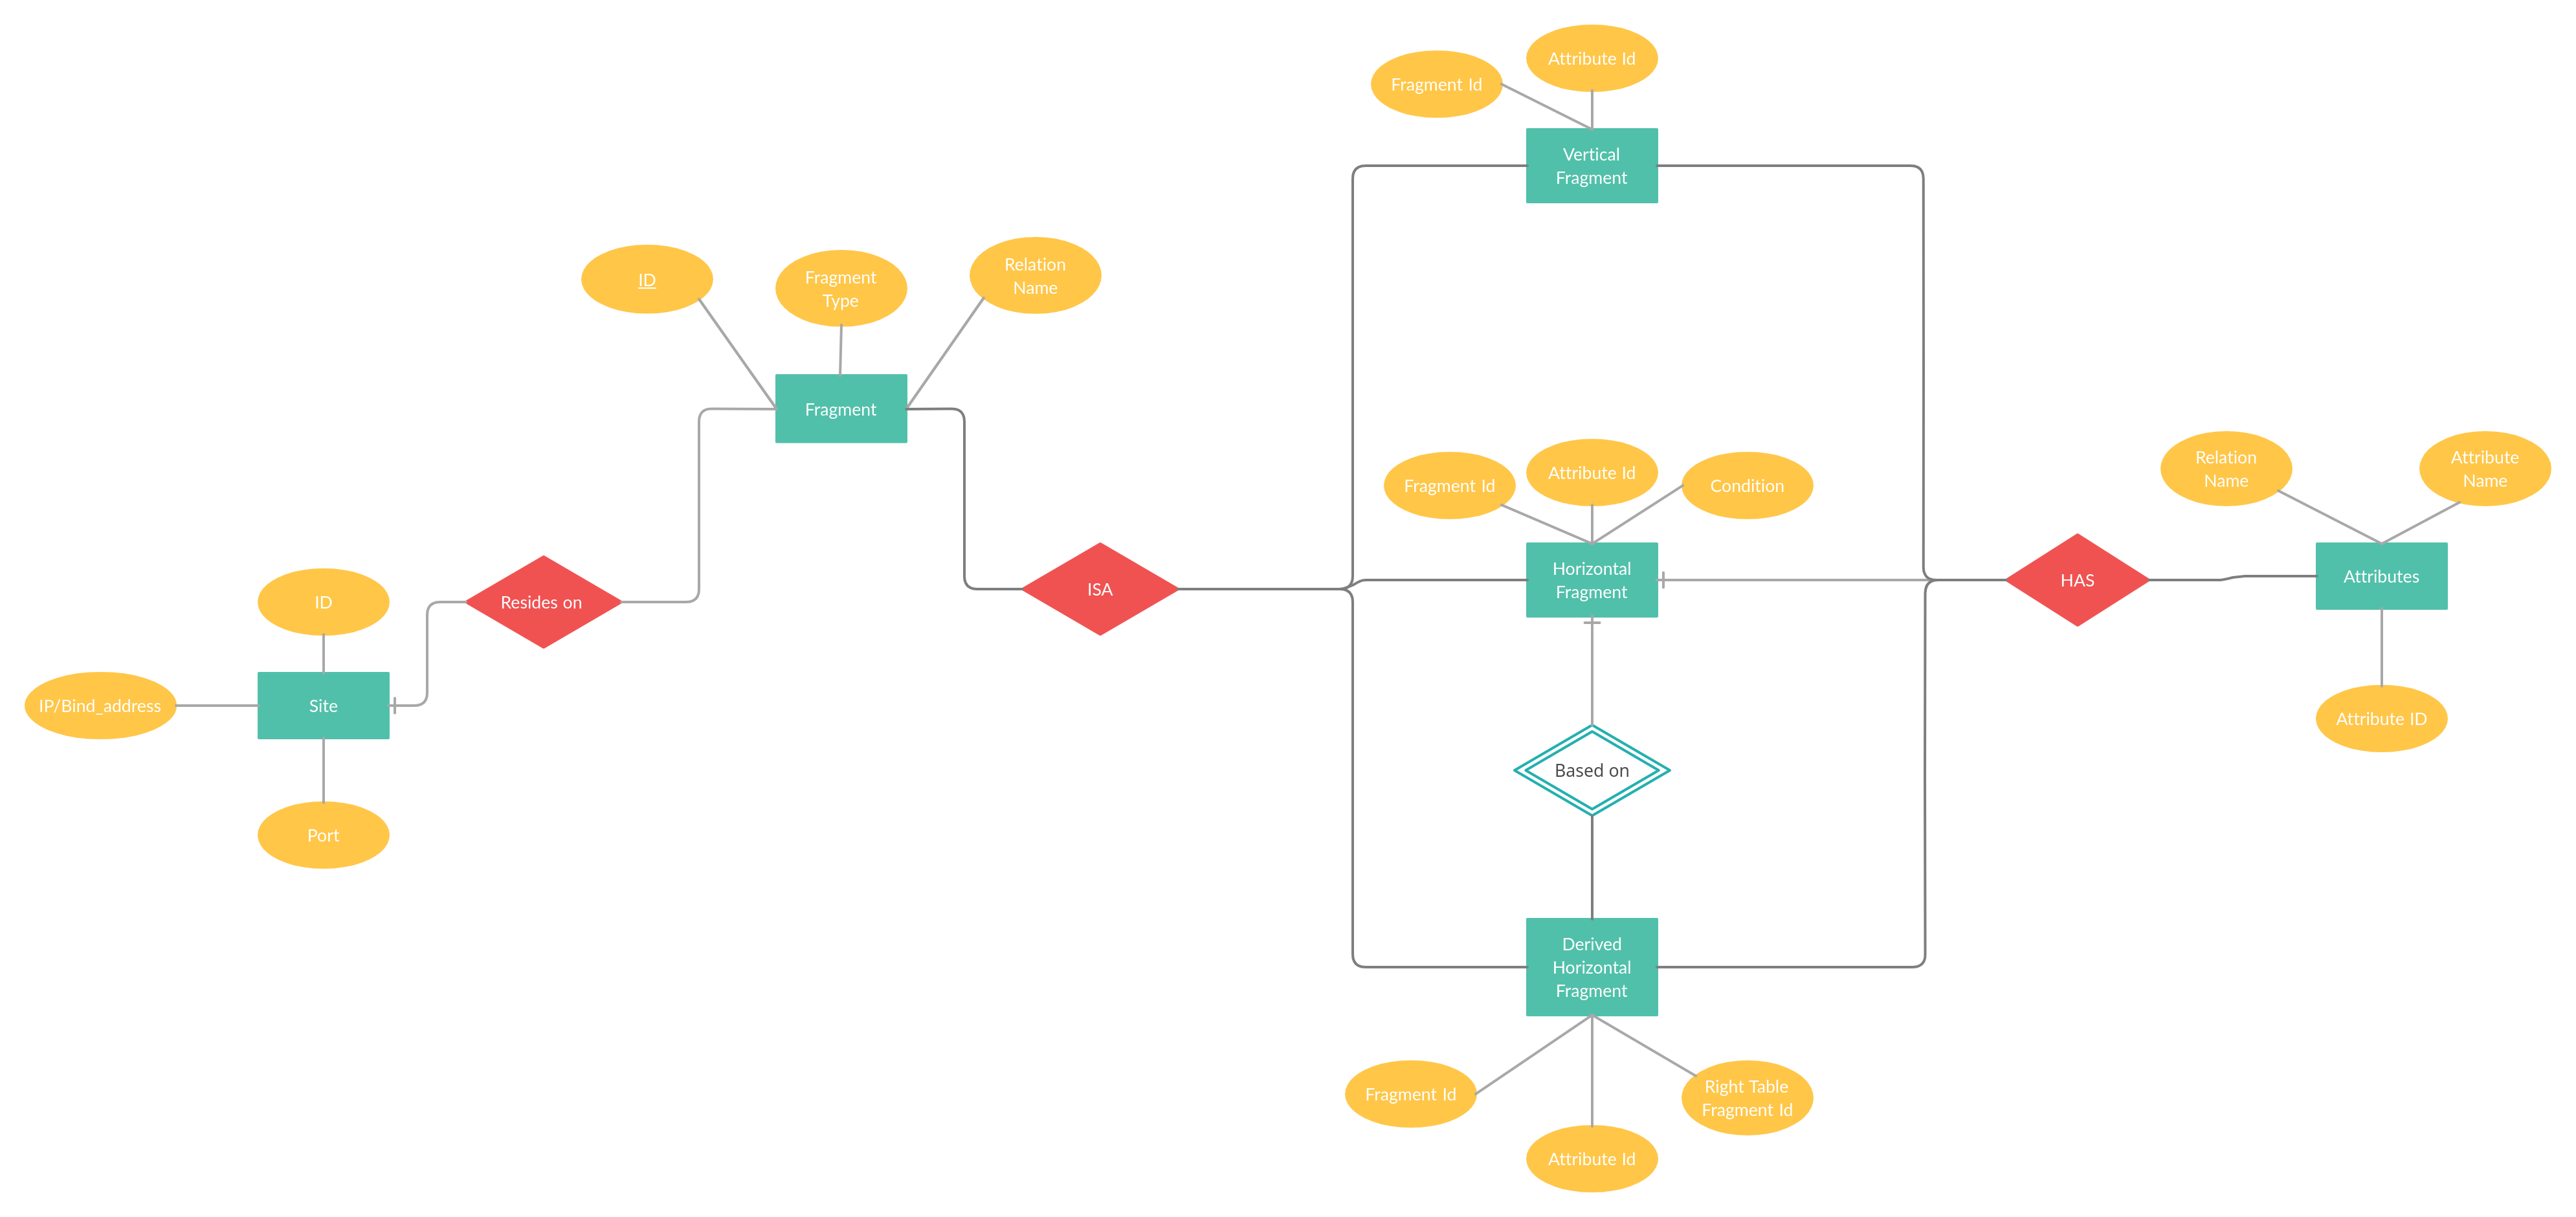 Attribute Id
Fragment Id
Vertical
Fragment
Relation
Name
Fragment
Type
ID
Fragment
Attribute Id
Condition
Fragment Id
Relation
Name
Attribute
Name
Horizontal
Fragment
Attributes
HAS
ISA
ID
Resides on
IP/Bind_address
Site
Attribute ID
Based on
Port
Derived
Horizontal
Fragment
Fragment Id
Right Table
Fragment Id
Attribute Id